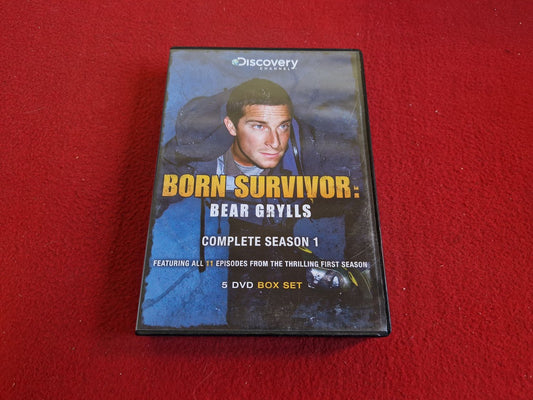 Discovery
CHANNEL
BORN SURVIVOR:
BEAR GRYLLS
COMPLETE SEASON 1
FEATURING ALL 11 EPISODES FROM THE THRILLING FIRST SEASON
5 DVD BOX SET